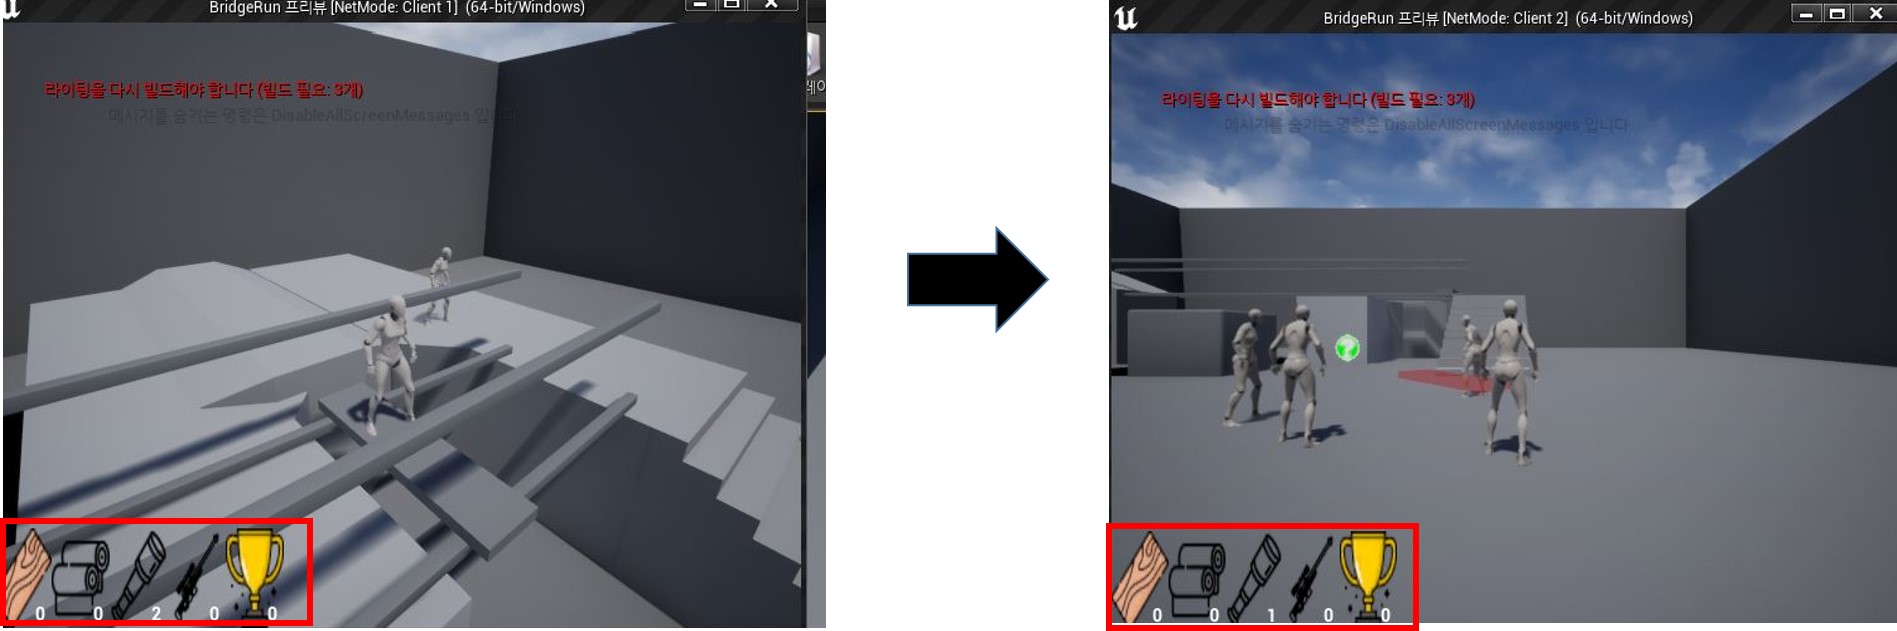 BridgeRun 프리뷰 [NetMode: Client 1] (64-bit/Windows)
라이팅을 다시 빌드해야 합니다 (빌드 필요: 3개)
메시지를 숨기는 명령은 DisableAllScreenMessages 입니다
레이
0 0 2 0 0
BridgeRun 프리뷰 [NetMode: Client 2] (64-bit/Windows)
라이팅을 다시 빌드해야 합니다 (빌드 필요: 3개)
메시지를 숨기는 명령은 DisableAllScreenMessages 입니다
0 0 1 0 0